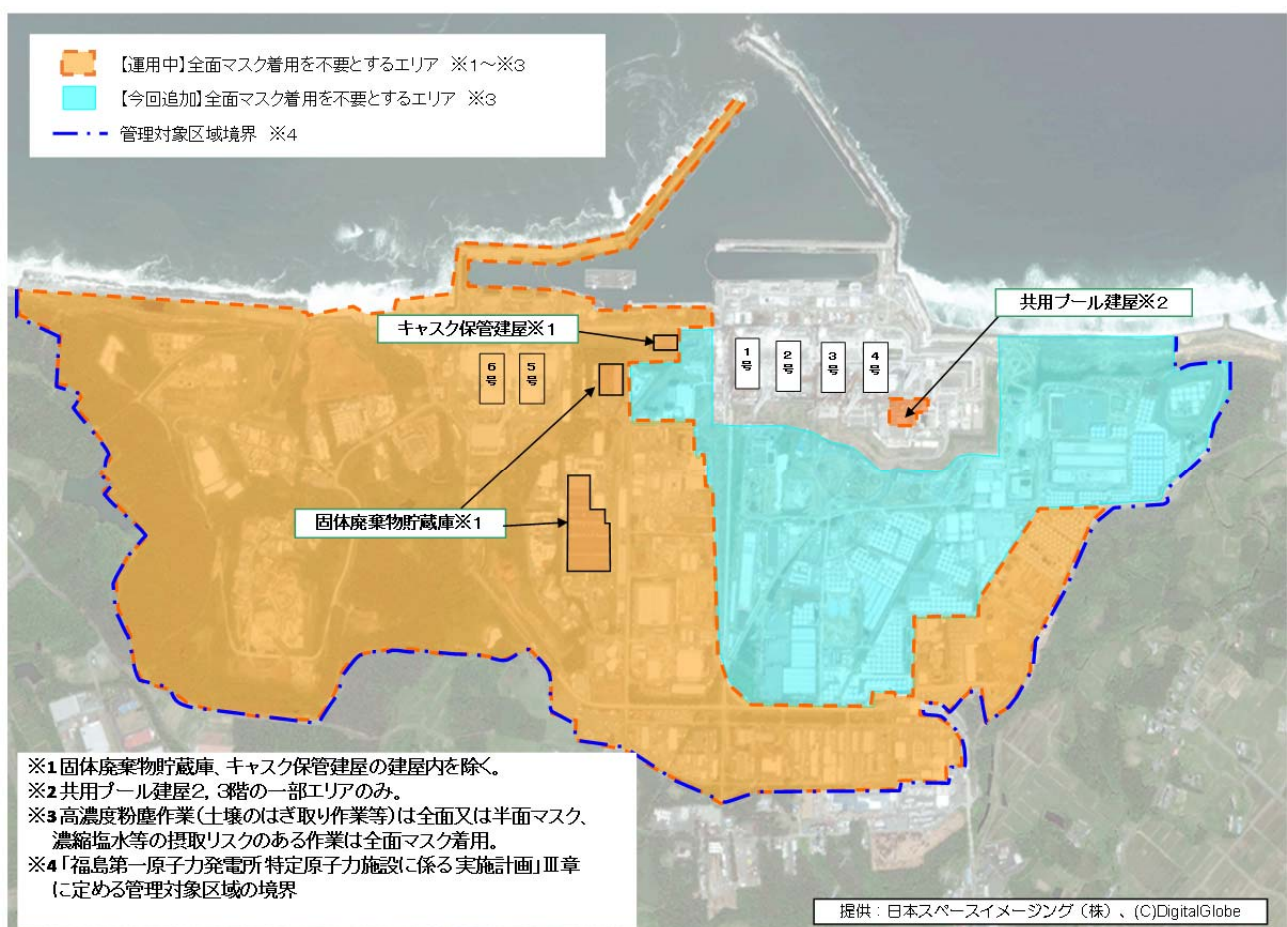 【運用中】全面マスク着用を不要とするエリア ※1~※3
【今回追加】全面マスク着用を不要とするエリア ※3
管理対象区域境界 ※4
共用プール建屋※2
キャスク保管建屋※1
6号
5号
1号
2号
3号
4号
固体廃棄物貯蔵庫※1
※1 固体廃棄物貯蔵庫、キャスク保管建屋の建屋内を除く。
※2 共用プール建屋2, 3階の一部エリアのみ。
※3 高濃度粉塵作業(土壌のはぎ取り作業等)は全面又は半面マスク、
濃縮塩水等の摂取リスクのある作業は全面マスク着用。
※4 「福島第一原子力発電所 特定原子力施設に係る 実施計画」Ⅲ章
に定める管理対象区域の境界
提供:日本スペースイメージング(株)、(C)DigitalGlobe